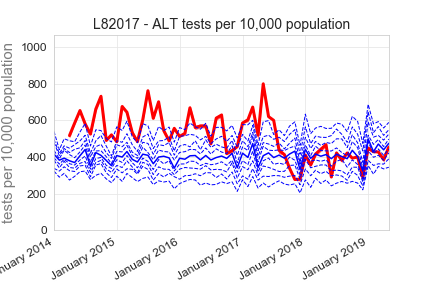 L82017 - ALT tests per 10,000 population
tests per 10,000 population
1000
800
600
400
200
0
January 2015
January 2016
January 2017
January 2018
January 2019
2014